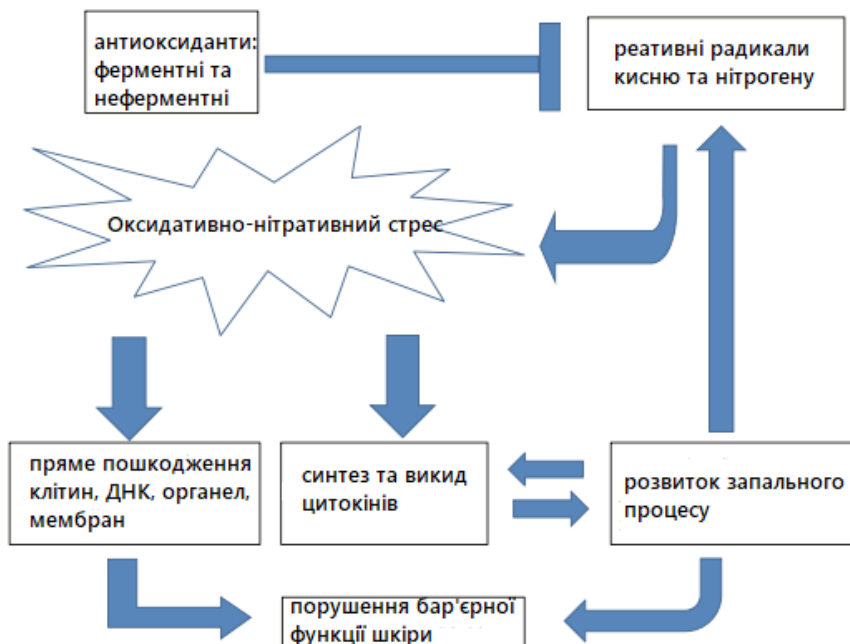 антиоксиданти:
ферментні та
неферментні
реативні радикали
кисню та нітрогену
Оксидативно-нітративний стрес
пряме пошкодження
клітин, ДНК, органел,
мембран
синтез та викид
цитокінів
розвиток запального
процесу
порушення бар'єрної
функції шкіри